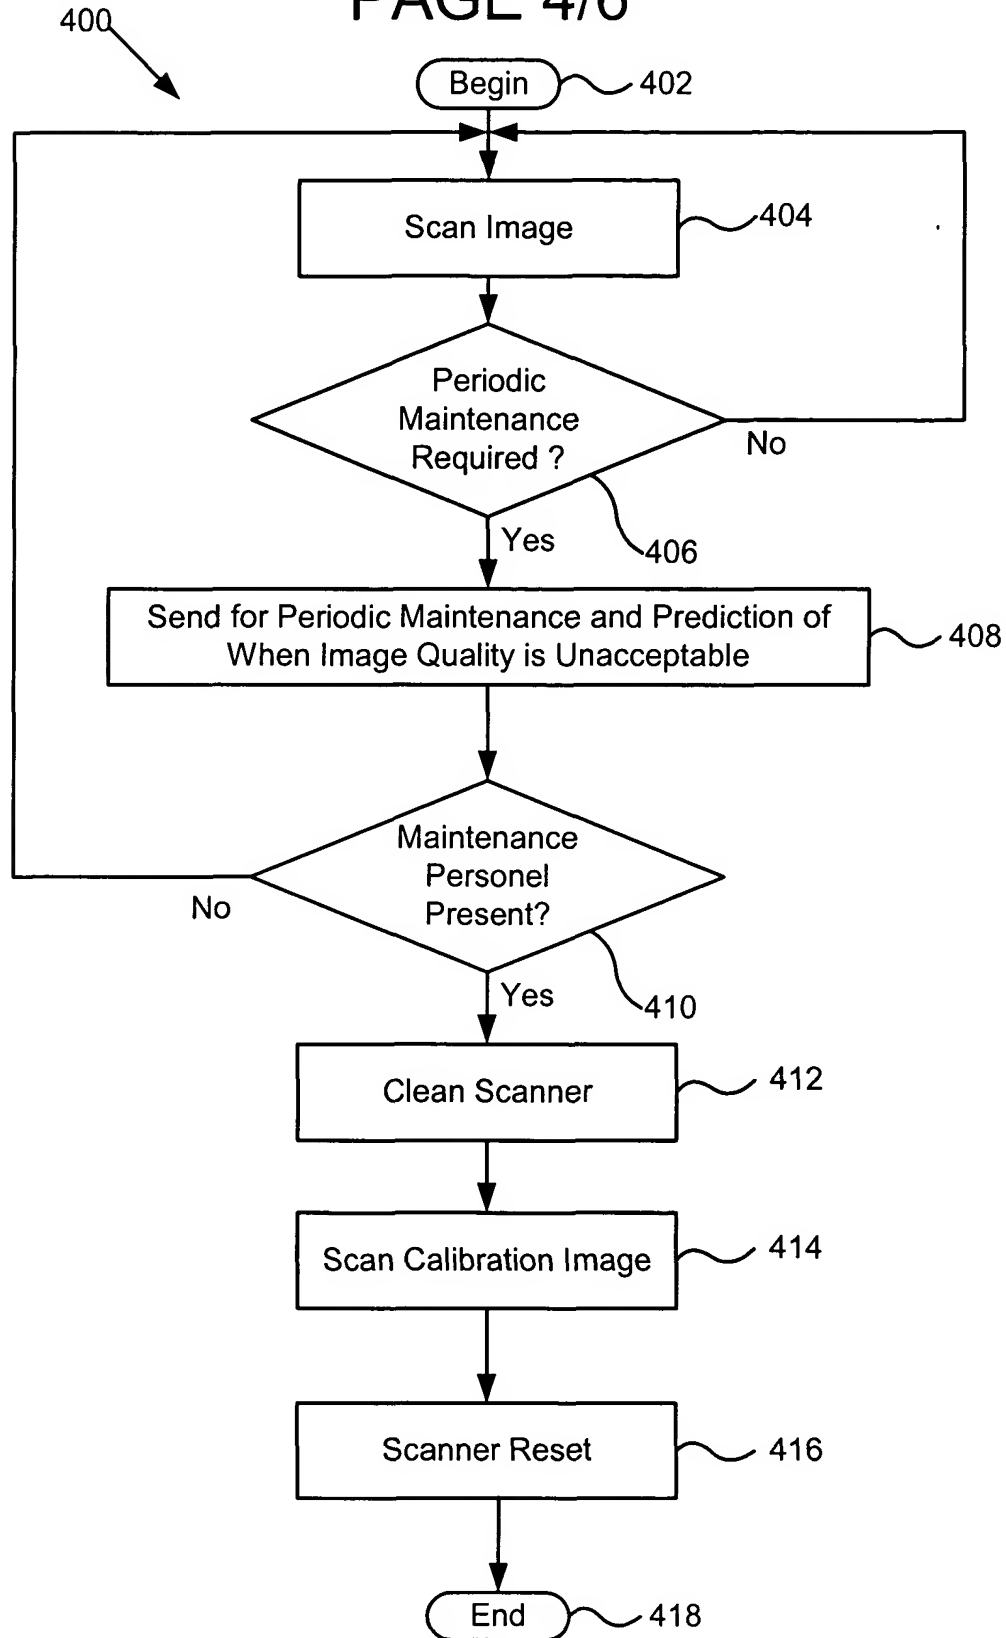 PAGE 4/6
400
Begin
402
Scan Image
404
Periodic
Maintenance
Required ?
No
Yes
406
Send for Periodic Maintenance and Prediction of
When Image Quality is Unacceptable
408
Maintenance
Personel
Present?
No
Yes
410
Clean Scanner
412
Scan Calibration Image
414
Scanner Reset
416
End
418